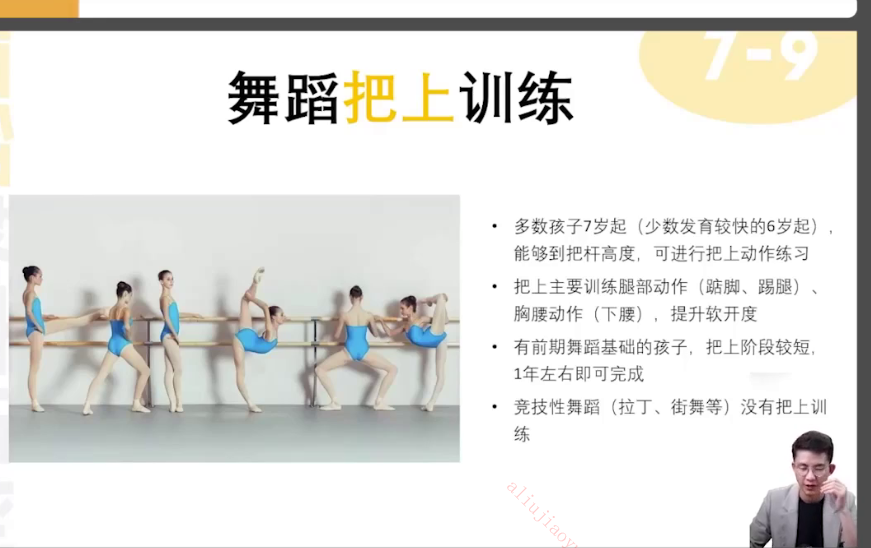 7-9
舞蹈把上训练
• 多数孩子7岁起（少数发育较快的6岁起），
能够到把杆高度，可进行把上动作练习
• 把上主要训练腿部动作（踮脚、踢腿）、
胸腰动作（下腰），提升软开度
• 有前期舞蹈基础的孩子，把上阶段较短，
1年左右即可完成
• 竞技性舞蹈（拉丁、街舞等）没有把上训
练
aliujiaoy